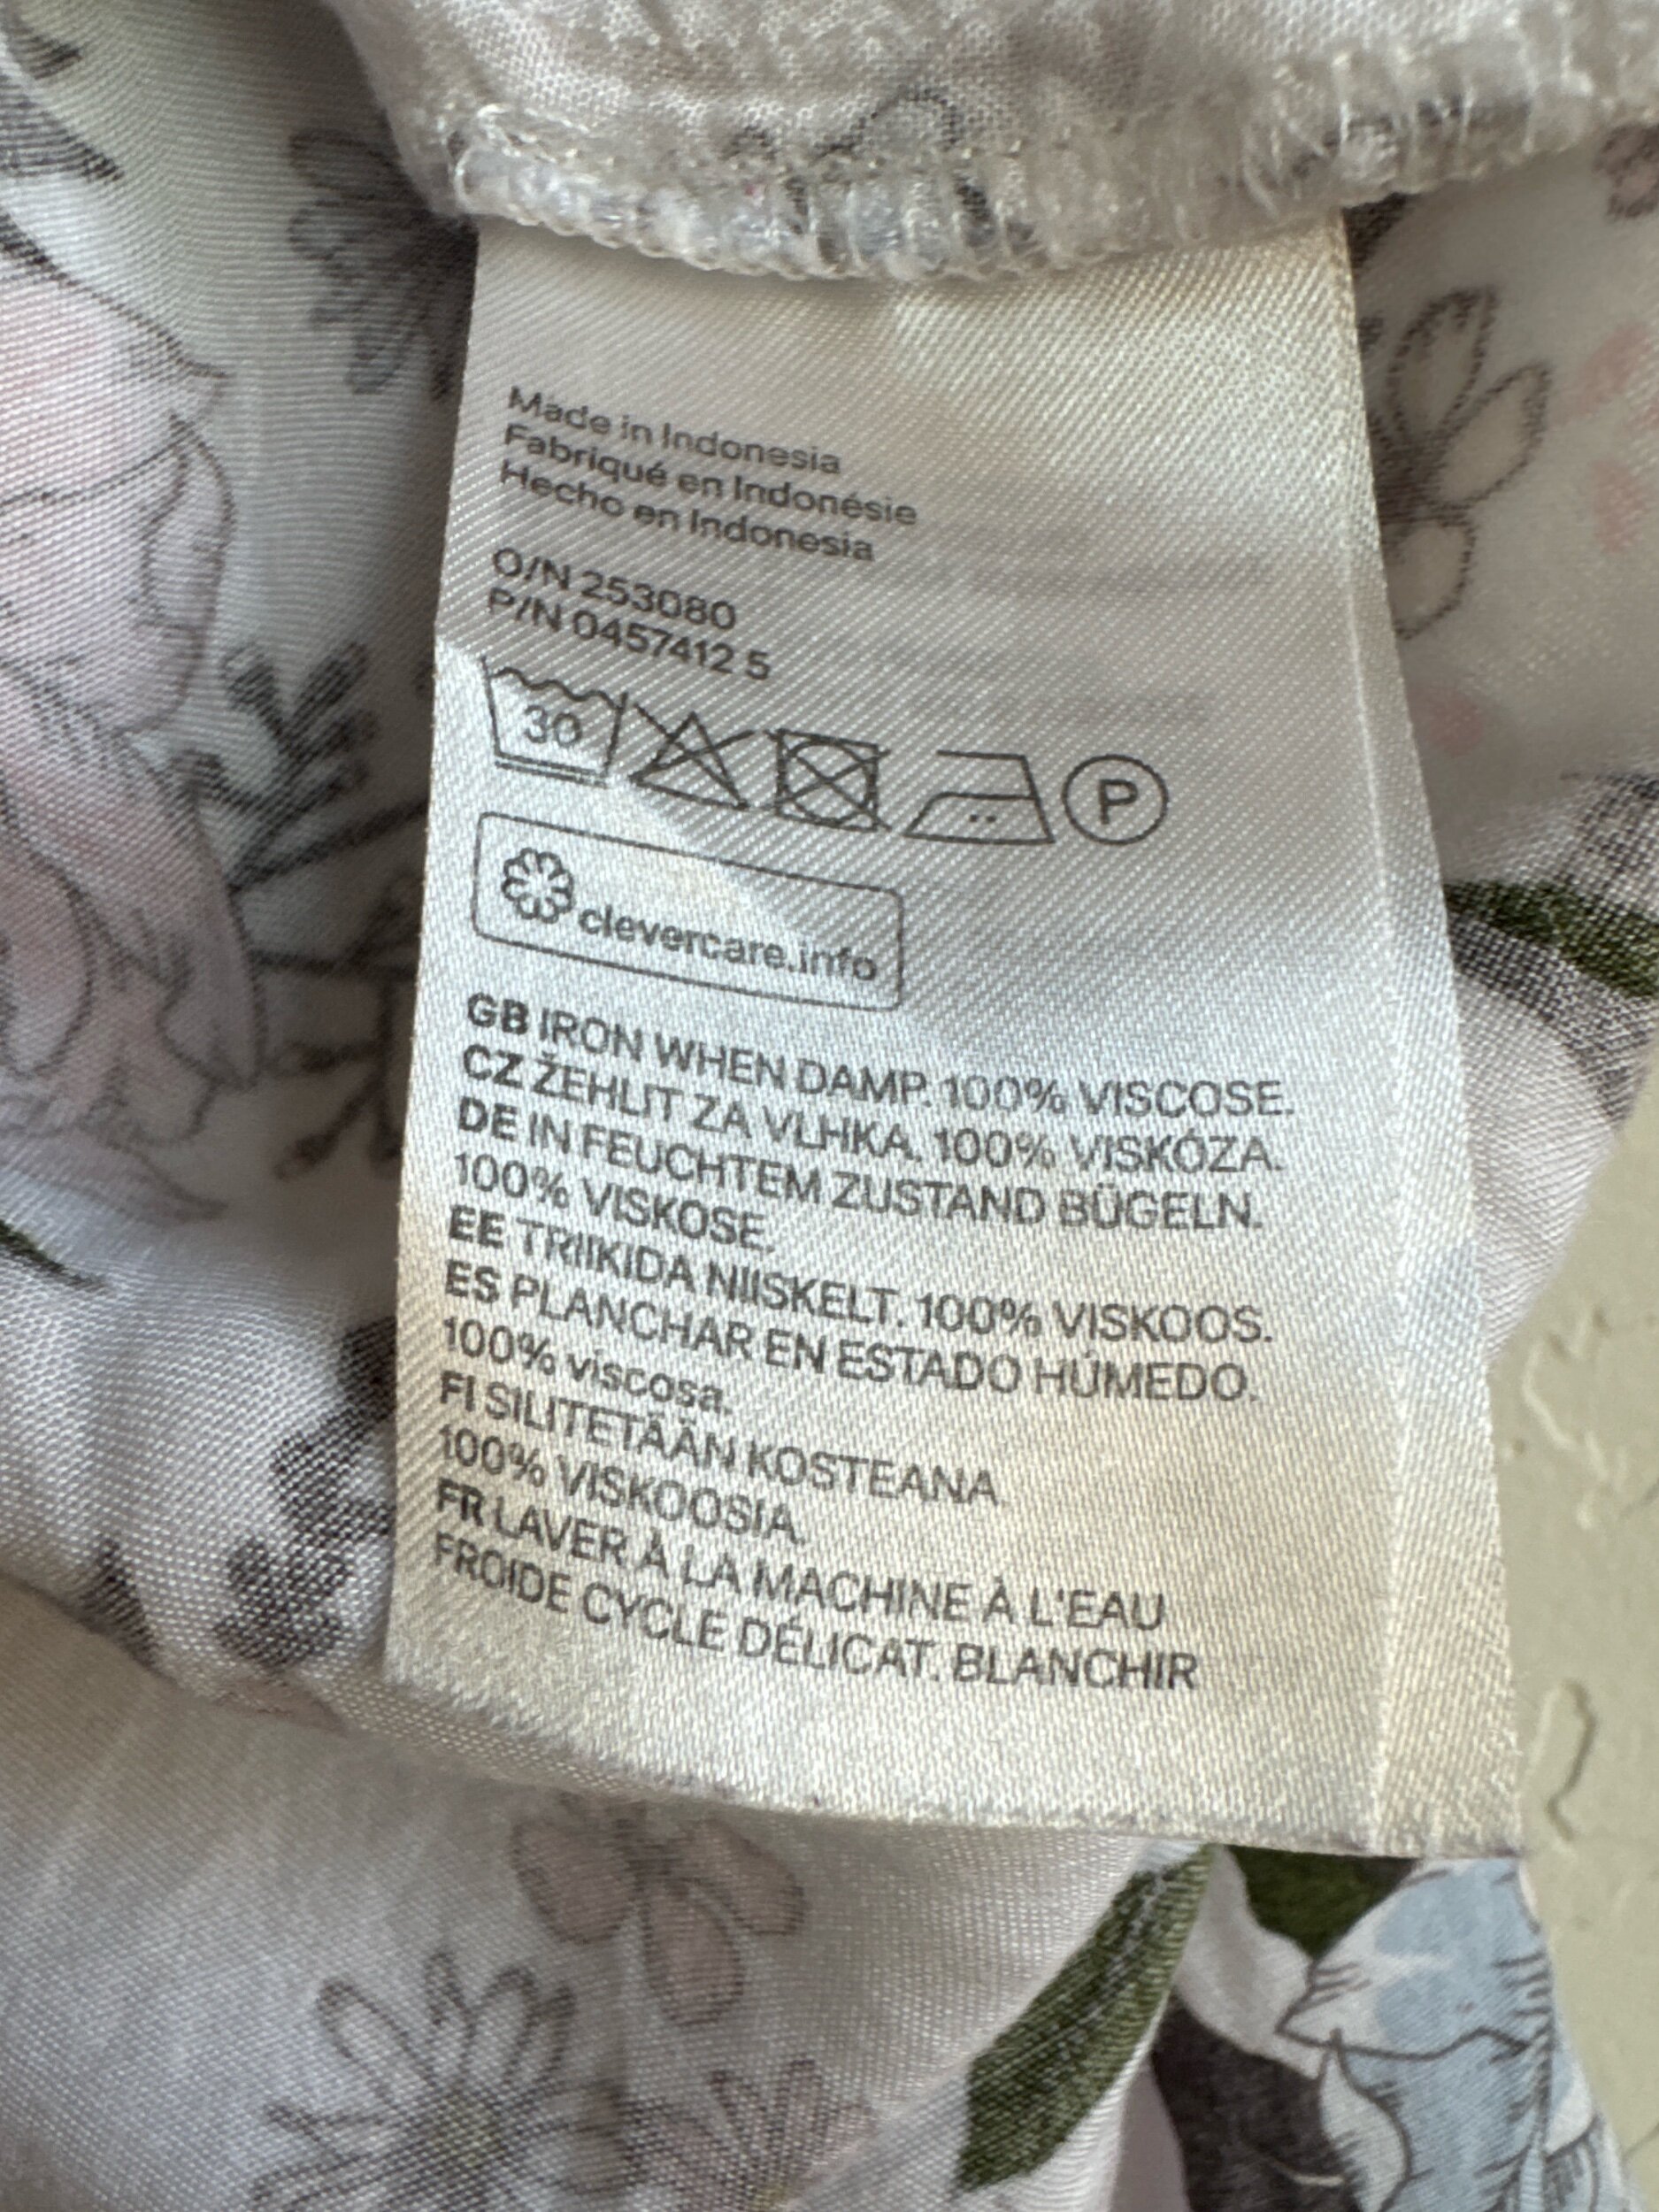 Made in Indonesia
Fabriqué en Indonésie
Hecho en Indonesia
O/N 253080
P/N 0457412 5
30 P
clevercare.info
GB IRON WHEN DAMP. 100% VISCOSE.
CZ ŽEHLIT ZA VLHKA. 100% VISKÓZA.
DE IN FEUCHTEM ZUSTAND BÜGELN.
100% VISKOSE.
EE TRIIKIDA NIISKELT. 100% VISKOOS.
ES PLANCHAR EN ESTADO HÚMEDO.
100% viscosa.
FI SILITETÄÄN KOSTEANA
100% VISKOOSIA.
FR LAVER À LA MACHINE À L'EAU
FROIDE CYCLE DÉLICAT. BLANCHIR